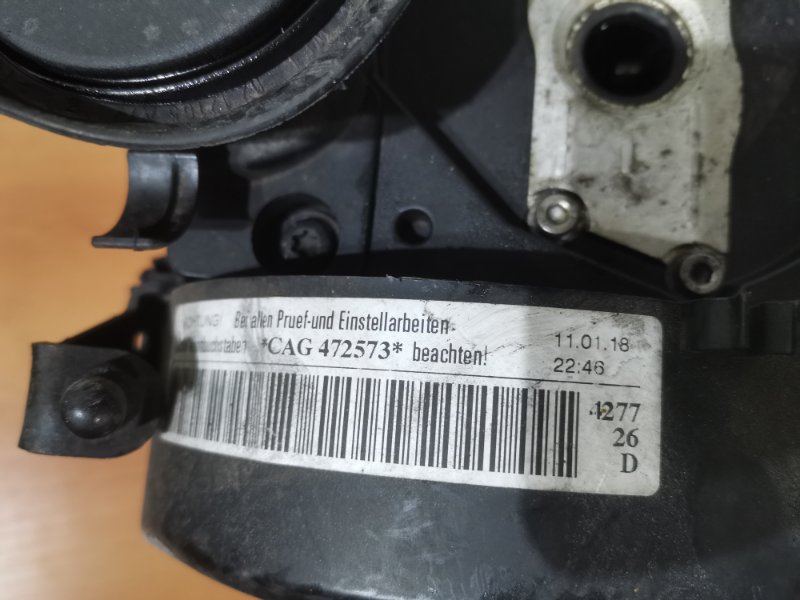 Bei allen Pruef-und Einstellarbeiten
*CAG 472573* beachten!
11.01.18
22:46
4277
26
D